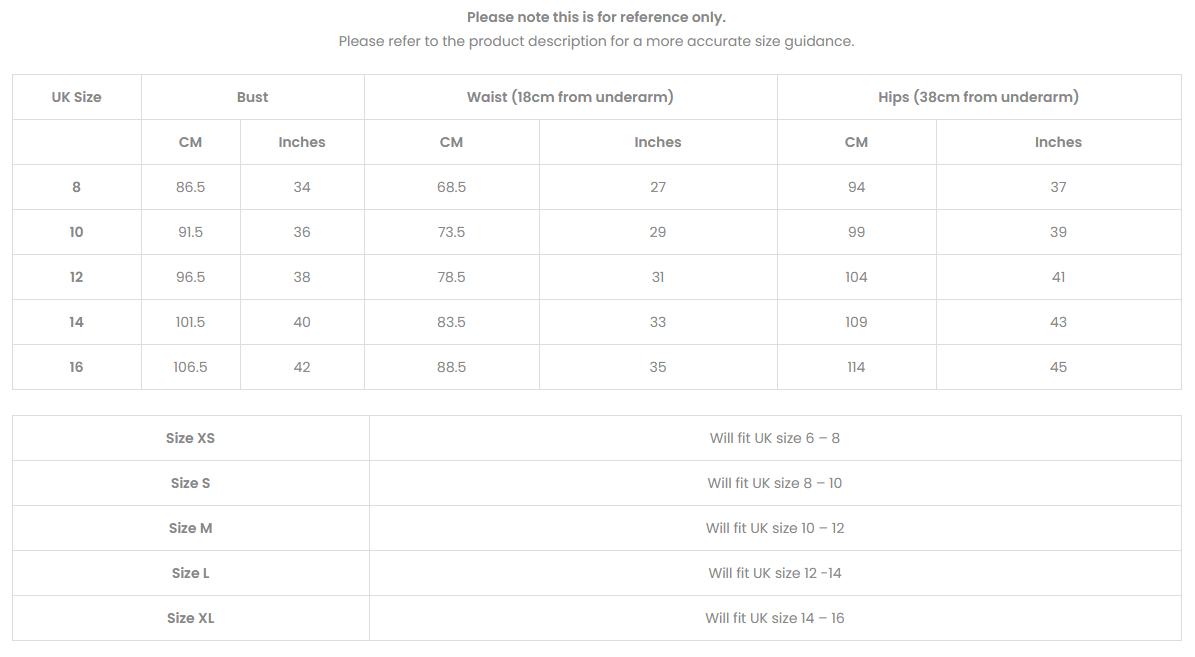 Please note this is for reference only.
Please refer to the product description for a more accurate size guidance.
UK Size Bust Waist (18cm from underarm) Hips (38cm from underarm)
CM Inches CM Inches CM Inches
8 86.5 34 68.5 27 94 37
10 91.5 36 73.5 29 99 39
12 96.5 38 78.5 31 104 41
14 101.5 40 83.5 33 109 43
16 106.5 42 88.5 35 114 45
Size XS Will fit UK size 6 – 8
Size S Will fit UK size 8 – 10
Size M Will fit UK size 10 – 12
Size L Will fit UK size 12 -14
Size XL Will fit UK size 14 – 16